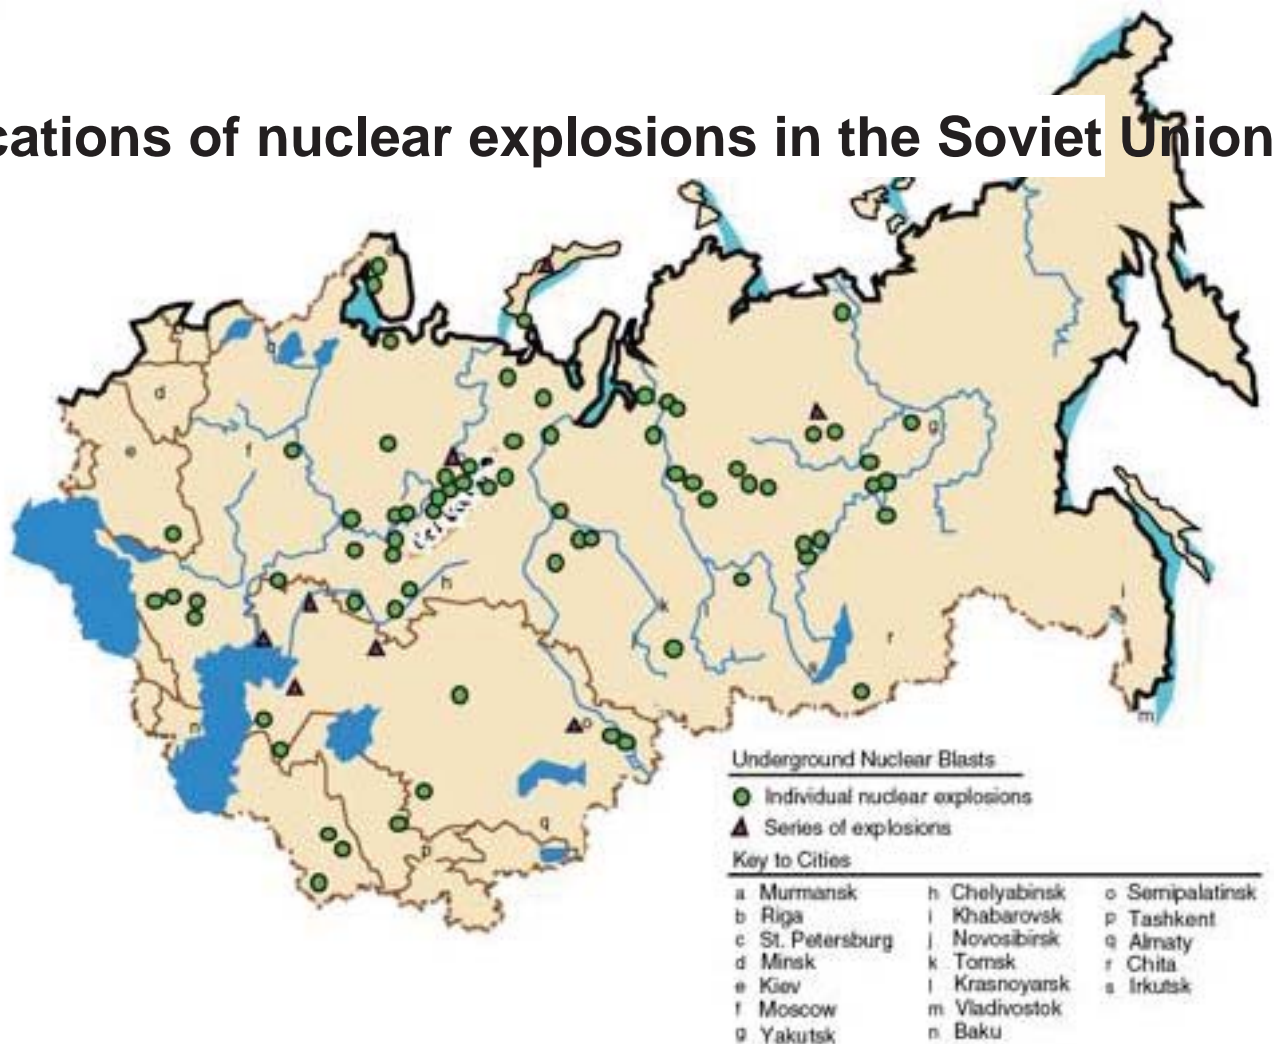 cations of nuclear explosions in the Soviet Union
d
e
f
g
h
k
l
i
r
s
m
n
o
q
p
Underground Nuclear Blasts
Individual nuclear explosions
Series of explosions
Key to Cities
a Murmansk
b Riga
c St. Petersburg
d Minsk
e Kiev
f Moscow
g Yakutsk
h Chelyabinsk
i Khabarovsk
j Novosibirsk
k Tomsk
l Krasnoyarsk
m Vladivostok
n Baku
o Semipalatinsk
p Tashkent
q Almaty
r Chita
s Irkutsk